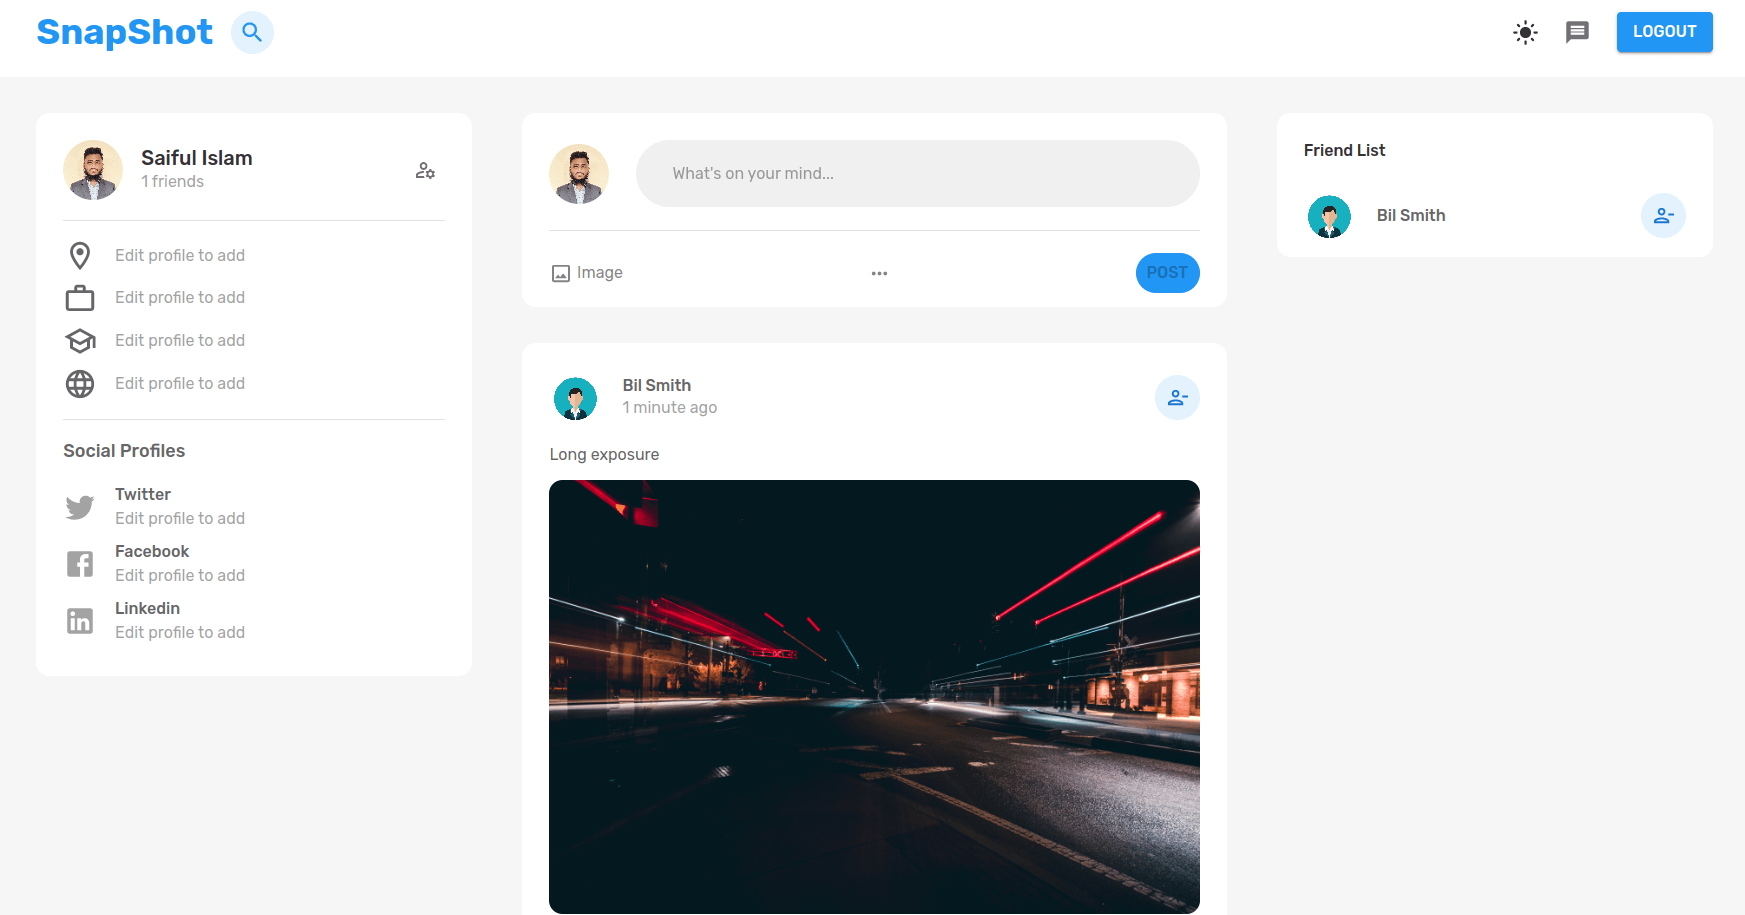 SnapShot
LOGOUT
Saiful Islam
1 friends
Edit profile to add
Edit profile to add
Edit profile to add
Edit profile to add
Social Profiles
Twitter
Edit profile to add
Facebook
Edit profile to add
Linkedin
Edit profile to add
What's on your mind...
Image
POST
Bil Smith
1 minute ago
Long exposure
Friend List
Bil Smith